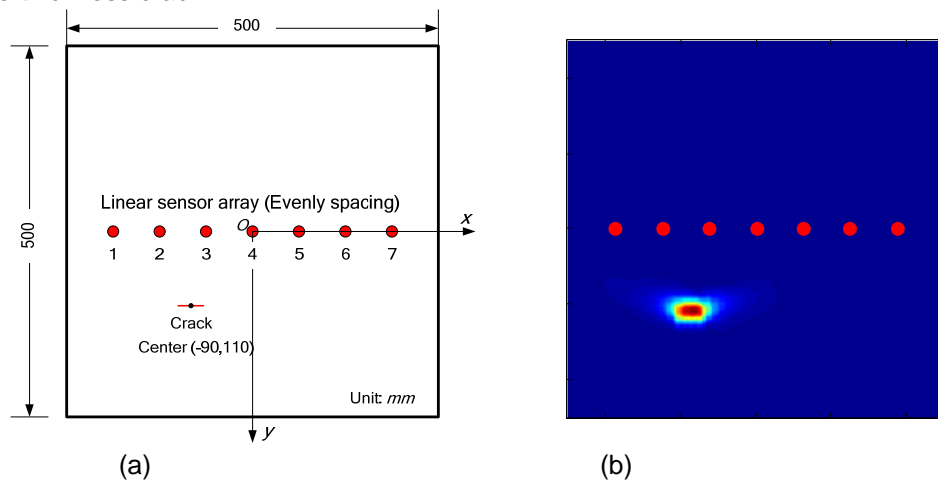 500
500
Linear sensor array (Evenly spacing)
O
x
1 2 3 4 5 6 7
Crack
Center (-90,110)
Unit: mm
y
(a) (b)